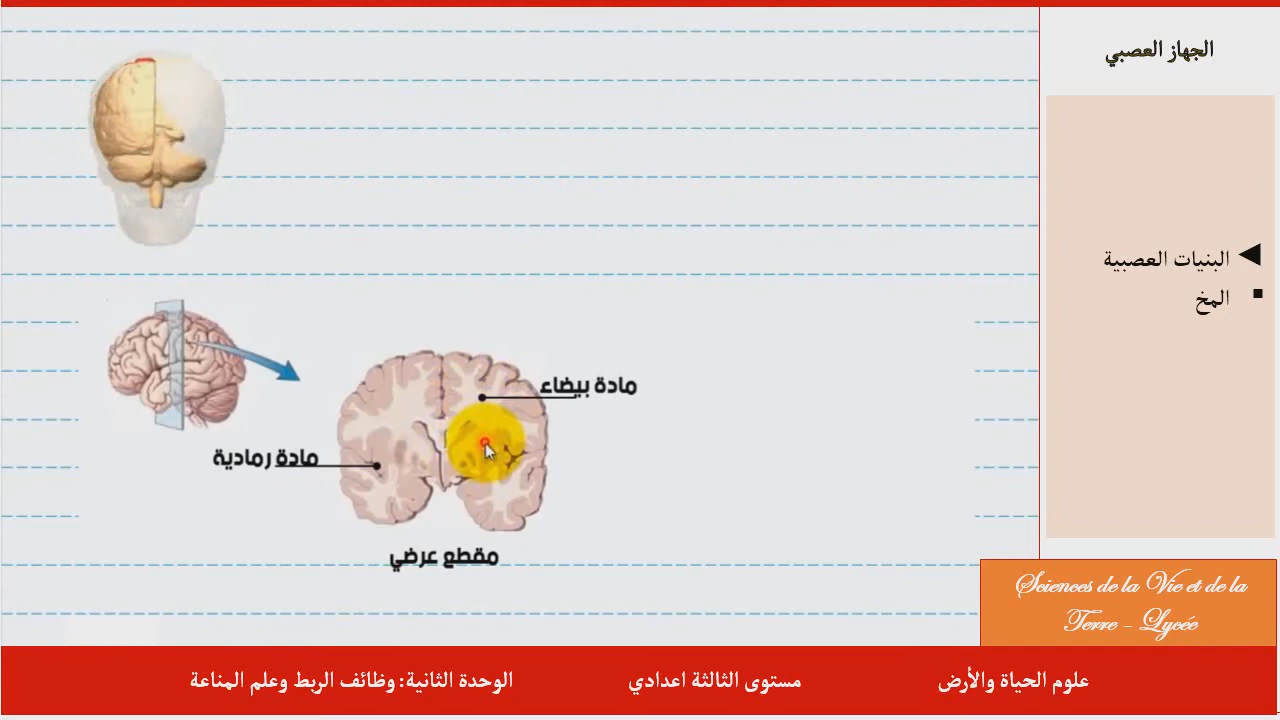 الجهاز العصبي
البنيات العصبية
المخ
مادة بيضاء
مادة رمادية
مقطع عرضي
Sciences de la Vie et de la
Terre – Lycée
علوم الحياة والأرض
مستوى الثالثة اعدادي
الوحدة الثانية: وظائف الربط وعلم المناعة